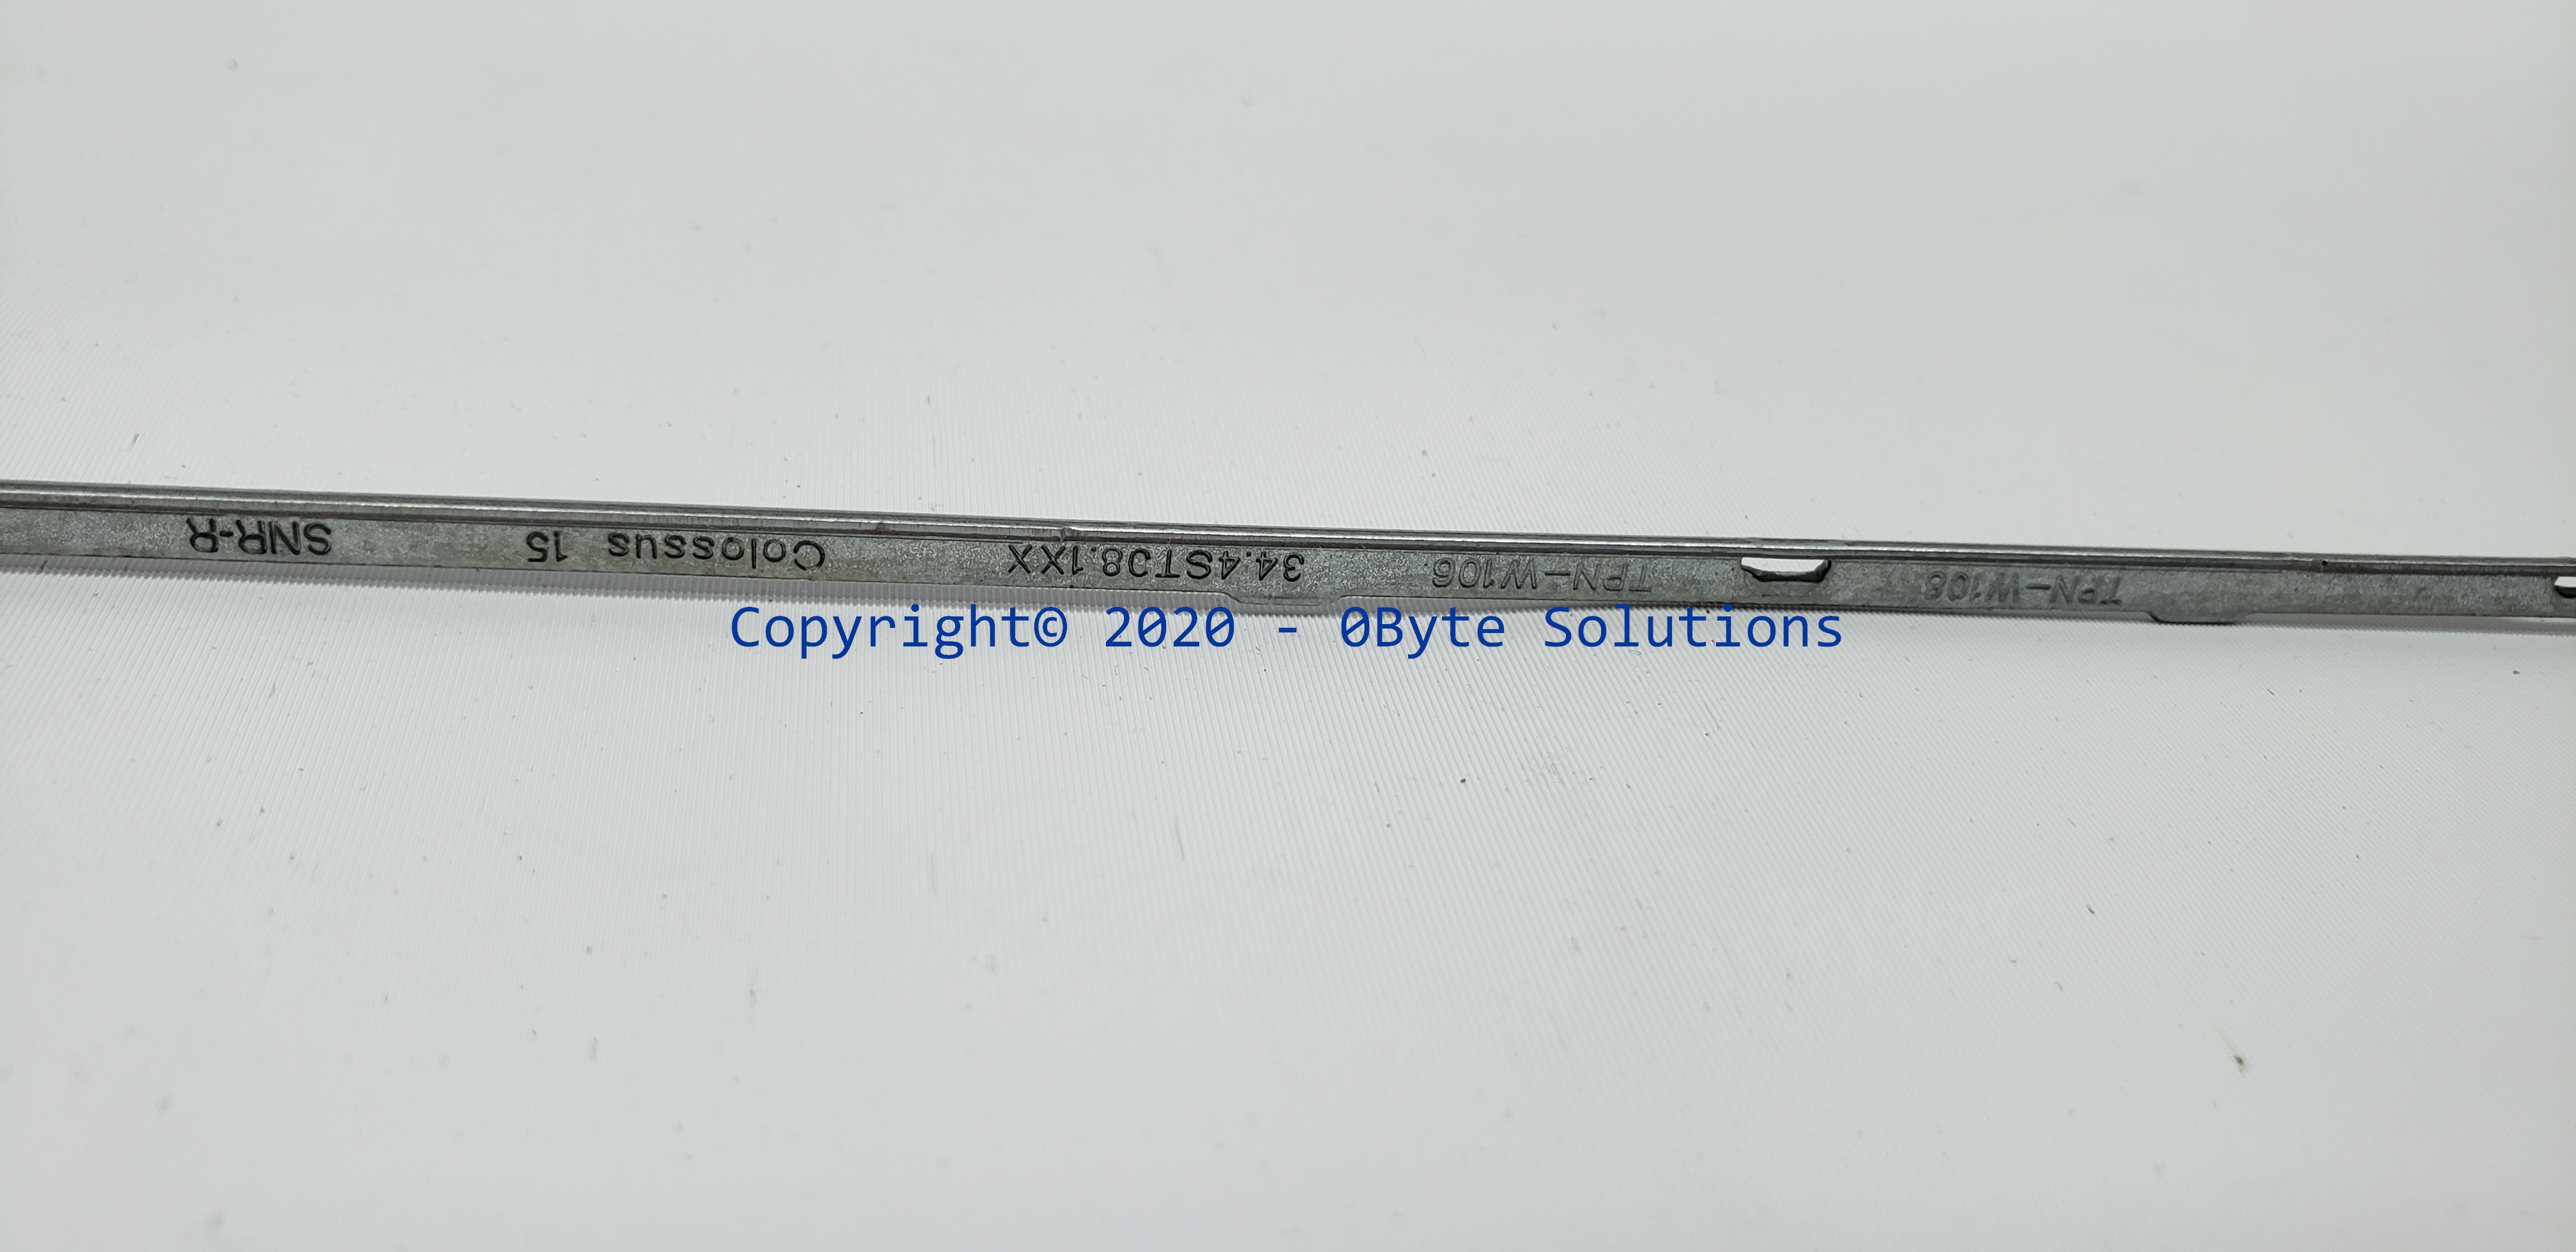 TPN-W108 TPN-W106 34.4ST08.1XX Colossus 15 SNR-R
Copyright© 2020 - 0Byte Solutions